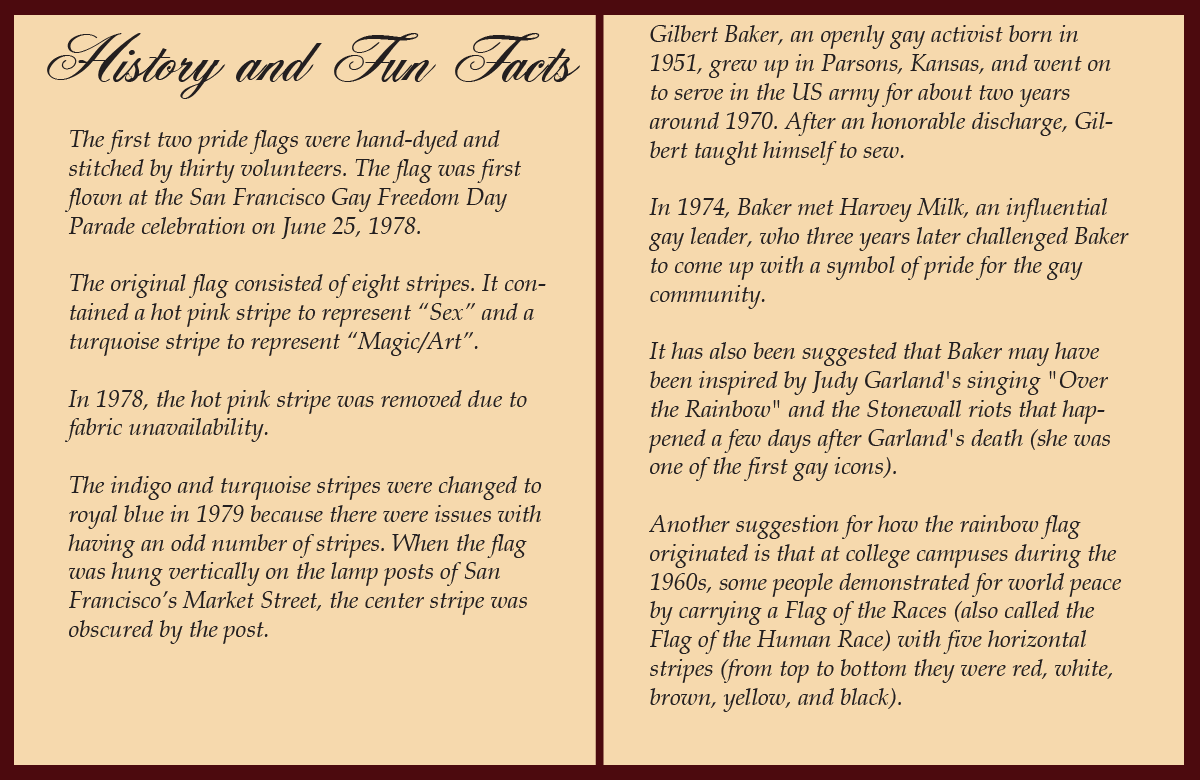 History and Fun Facts
The first two pride flags were hand-dyed and
stitched by thirty volunteers. The flag was first
flown at the San Francisco Gay Freedom Day
Parade celebration on June 25, 1978.
The original flag consisted of eight stripes. It con-
tained a hot pink stripe to represent “Sex” and a
turquoise stripe to represent “Magic/Art”.
In 1978, the hot pink stripe was removed due to
fabric unavailability.
The indigo and turquoise stripes were changed to
royal blue in 1979 because there were issues with
having an odd number of stripes. When the flag
was hung vertically on the lamp posts of San
Francisco’s Market Street, the center stripe was
obscured by the post.
Gilbert Baker, an openly gay activist born in
1951, grew up in Parsons, Kansas, and went on
to serve in the US army for about two years
around 1970. After an honorable discharge, Gil-
bert taught himself to sew.
In 1974, Baker met Harvey Milk, an influential
gay leader, who three years later challenged Baker
to come up with a symbol of pride for the gay
community.
It has also been suggested that Baker may have
been inspired by Judy Garland's singing "Over
the Rainbow" and the Stonewall riots that hap-
pened a few days after Garland's death (she was
one of the first gay icons).
Another suggestion for how the rainbow flag
originated is that at college campuses during the
1960s, some people demonstrated for world peace
by carrying a Flag of the Races (also called the
Flag of the Human Race) with five horizontal
stripes (from top to bottom they were red, white,
brown, yellow, and black).